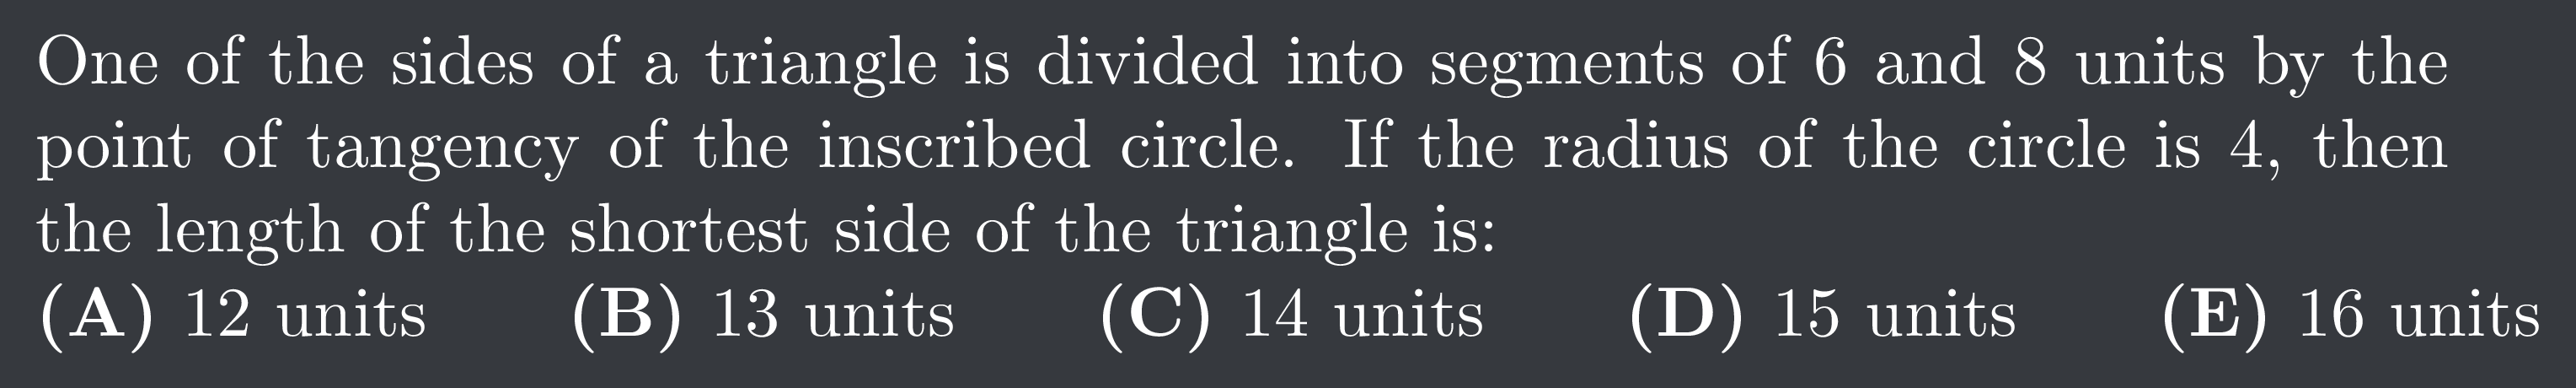 One of the sides of a triangle is divided into segments of 6 and 8 units by the
point of tangency of the inscribed circle. If the radius of the circle is 4, then
the length of the shortest side of the triangle is:
(A) 12 units (B) 13 units (C) 14 units (D) 15 units (E) 16 units